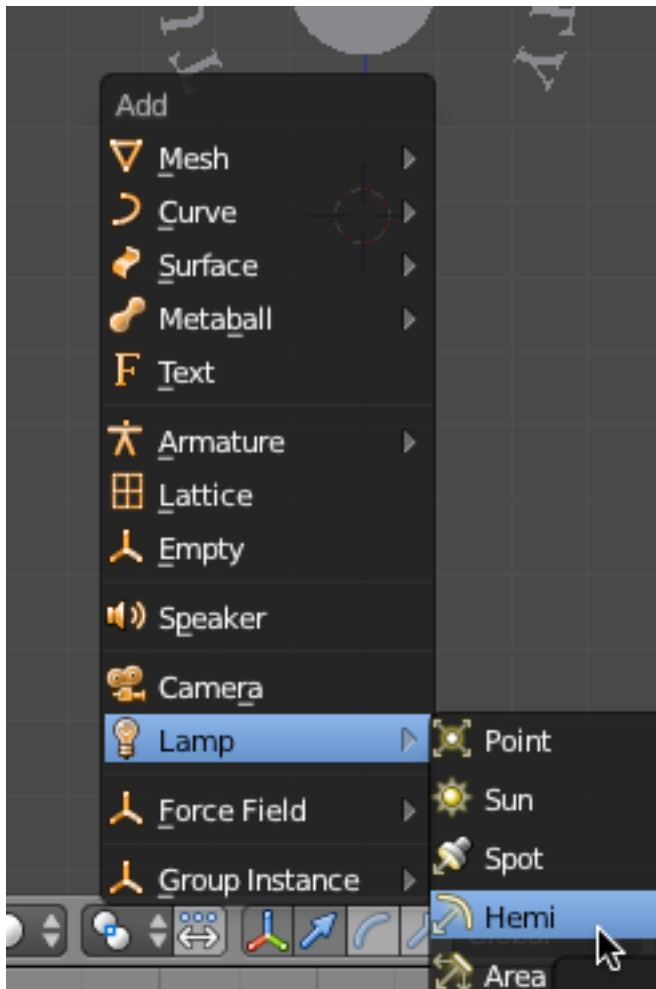 Add
Mesh
Curve
Surface
Metaball
Text
Armature
Lattice
Empty
Speaker
Camera
Lamp
Force Field
Group Instance
Point
Sun
Spot
Hemi
Area